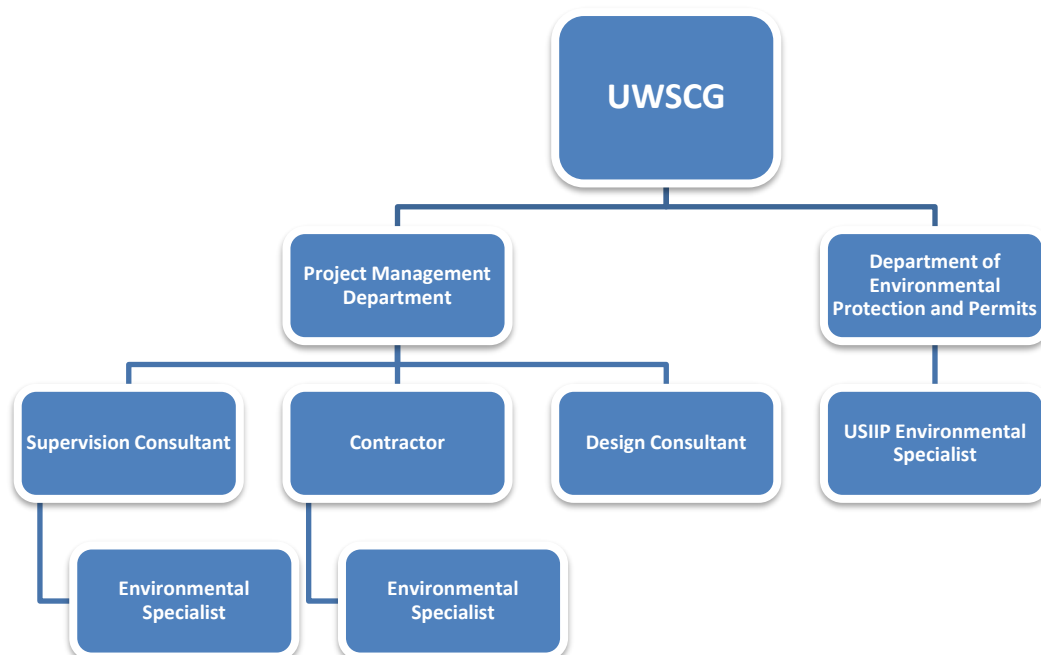 UWSCG
Project Management
Department
Department of
Environmental
Protection and Permits
Supervision Consultant
Contractor
Design Consultant
USIIP Environmental
Specialist
Environmental
Specialist
Environmental
Specialist